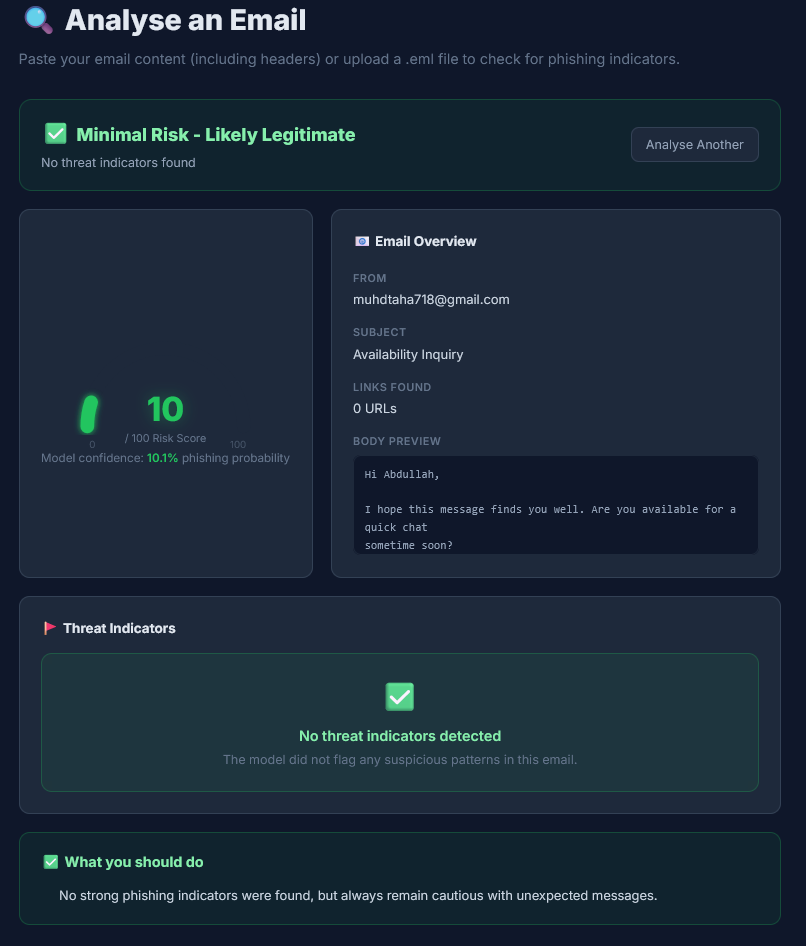 Analyse an Email
Paste your email content (including headers) or upload a .eml file to check for phishing indicators.
Minimal Risk - Likely Legitimate
No threat indicators found
Analyse Another
10
/ 100 Risk Score
0
100
Model confidence: 10.1% phishing probability
Email Overview
FROM
muhdtaha718@gmail.com
SUBJECT
Availability Inquiry
LINKS FOUND
0 URLs
BODY PREVIEW
Hi Abdullah,
I hope this message finds you well. Are you available for a
quick chat
sometime soon?
Threat Indicators
No threat indicators detected
The model did not flag any suspicious patterns in this email.
What you should do
No strong phishing indicators were found, but always remain cautious with unexpected messages.